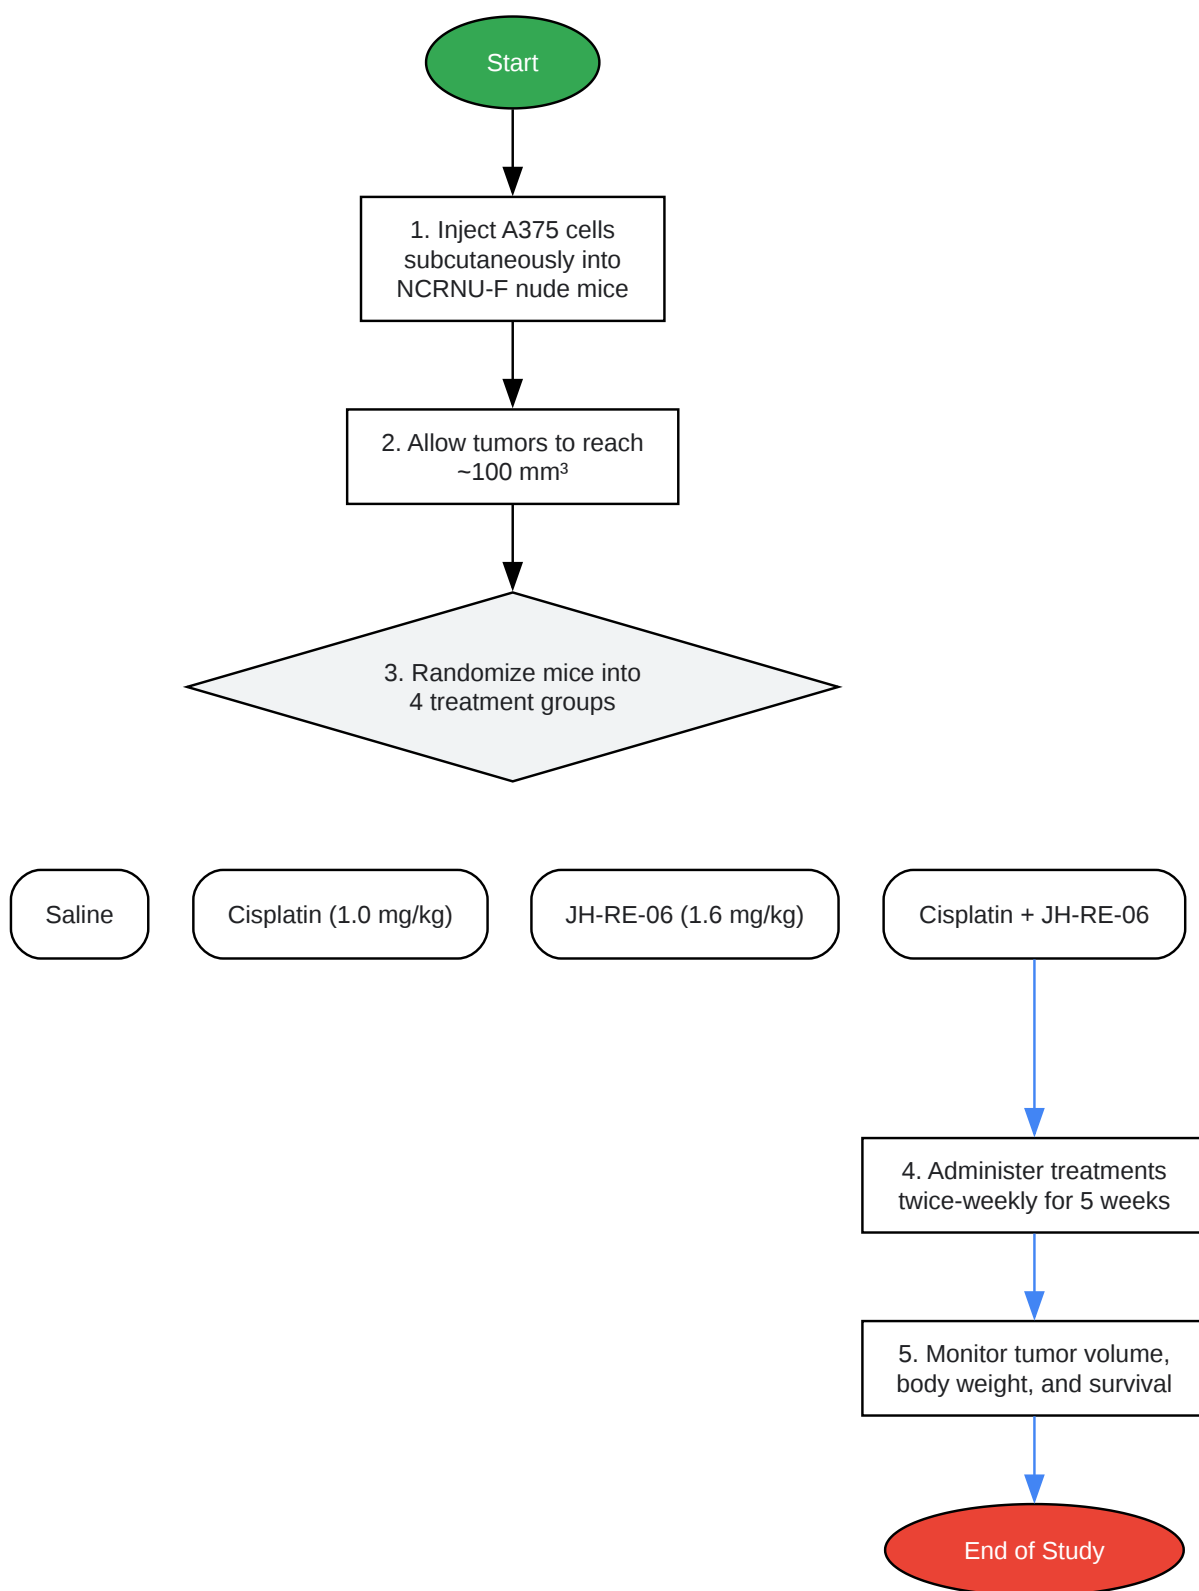 Start
1. Inject A375 cells
subcutaneously into
NCRNU-F nude mice
2. Allow tumors to reach
~100 mm³
3. Randomize mice into
4 treatment groups
Saline
Cisplatin (1.0 mg/kg)
JH-RE-06 (1.6 mg/kg)
Cisplatin + JH-RE-06
4. Administer treatments
twice-weekly for 5 weeks
5. Monitor tumor volume,
body weight, and survival
End of Study